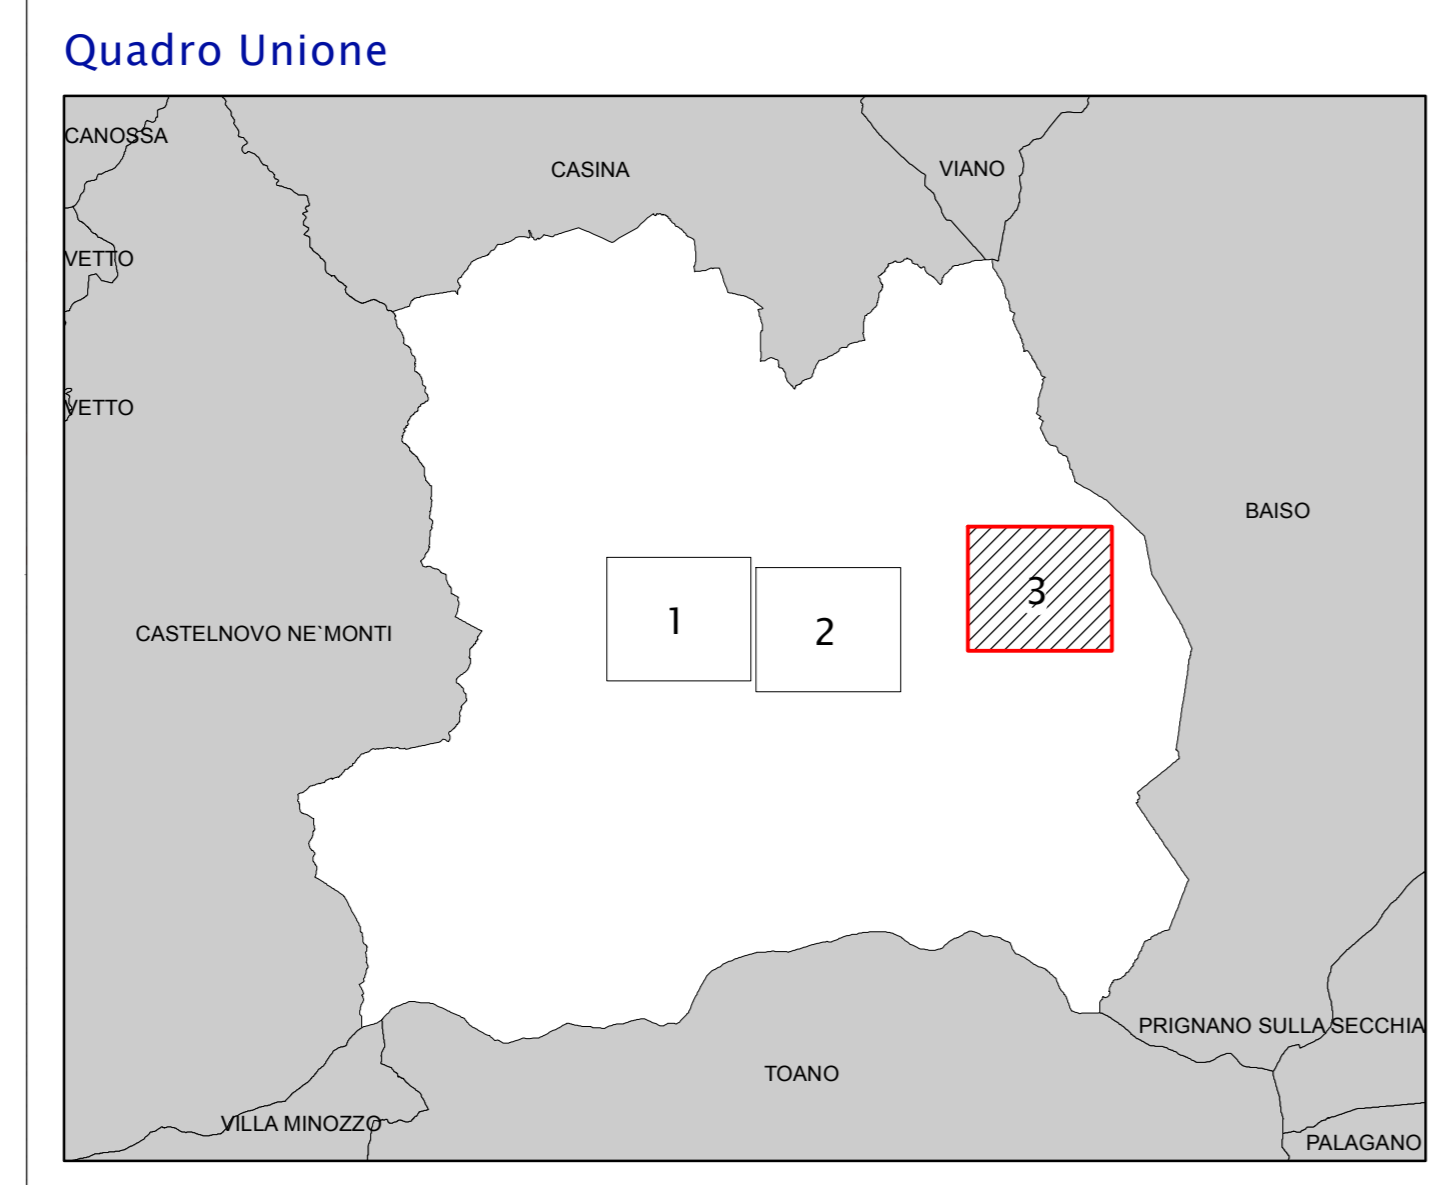 Quadro Unione
CANOSSA
CASINA
VIANO
VETTO
VETTO
BAISO
3
1
2
CASTELNOVO NE`MONTI
PRIGNANO SULLA SECCHIA
TOANO
VILLA MINOZZO
PALAGANO